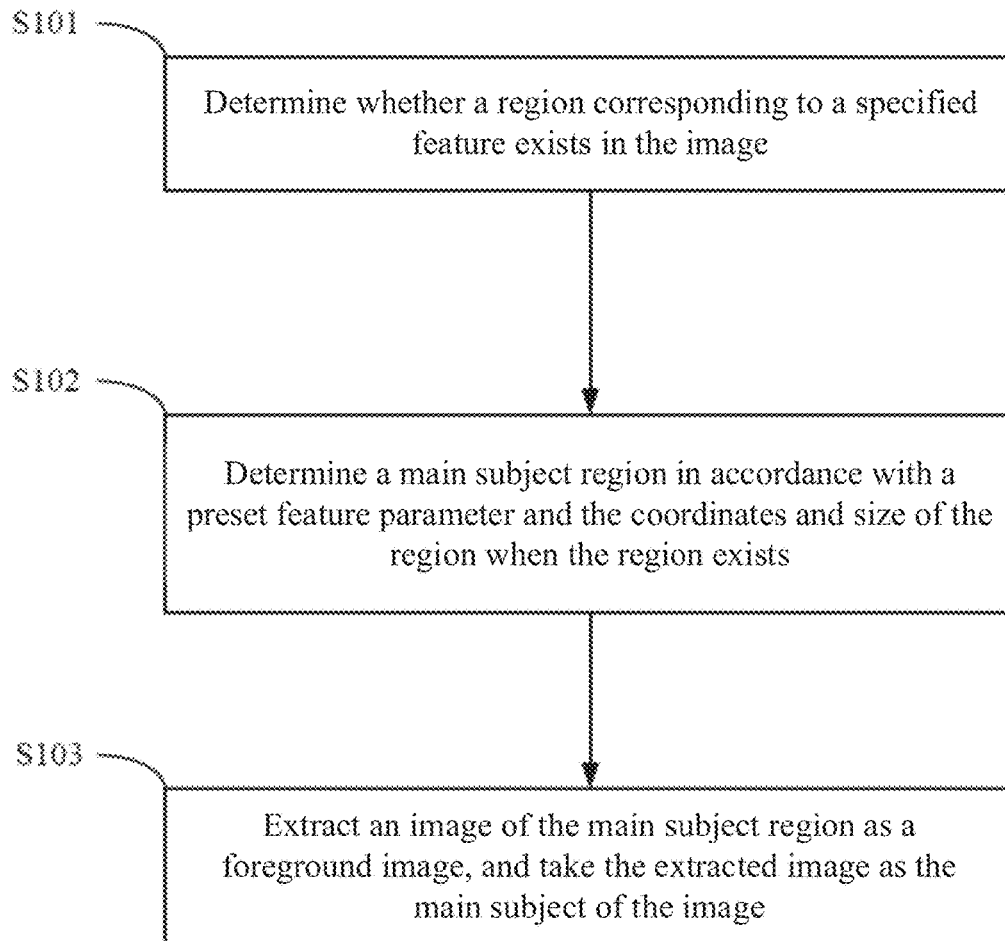 S101
Determine whether a region corresponding to a specified
feature exists in the image
S102
Determine a main subject region in accordance with a
preset feature parameter and the coordinates and size of the
region when the region exists
S103
Extract an image of the main subject region as a
foreground image, and take the extracted image as the
main subject of the image